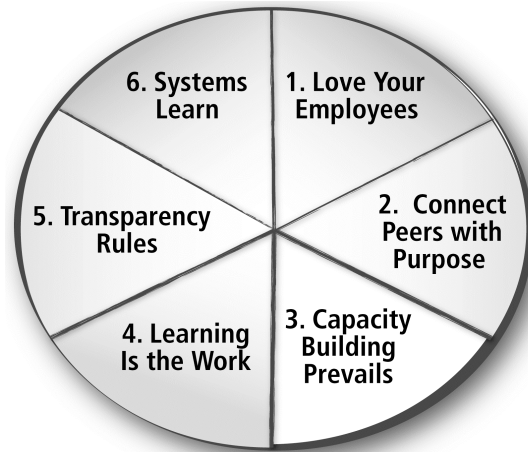 1. Love Your
Employees
2. Connect
Peers with
Purpose
3. Capacity
Building
Prevails
4. Learning
Is the Work
5. Transparency
Rules
6. Systems
Learn